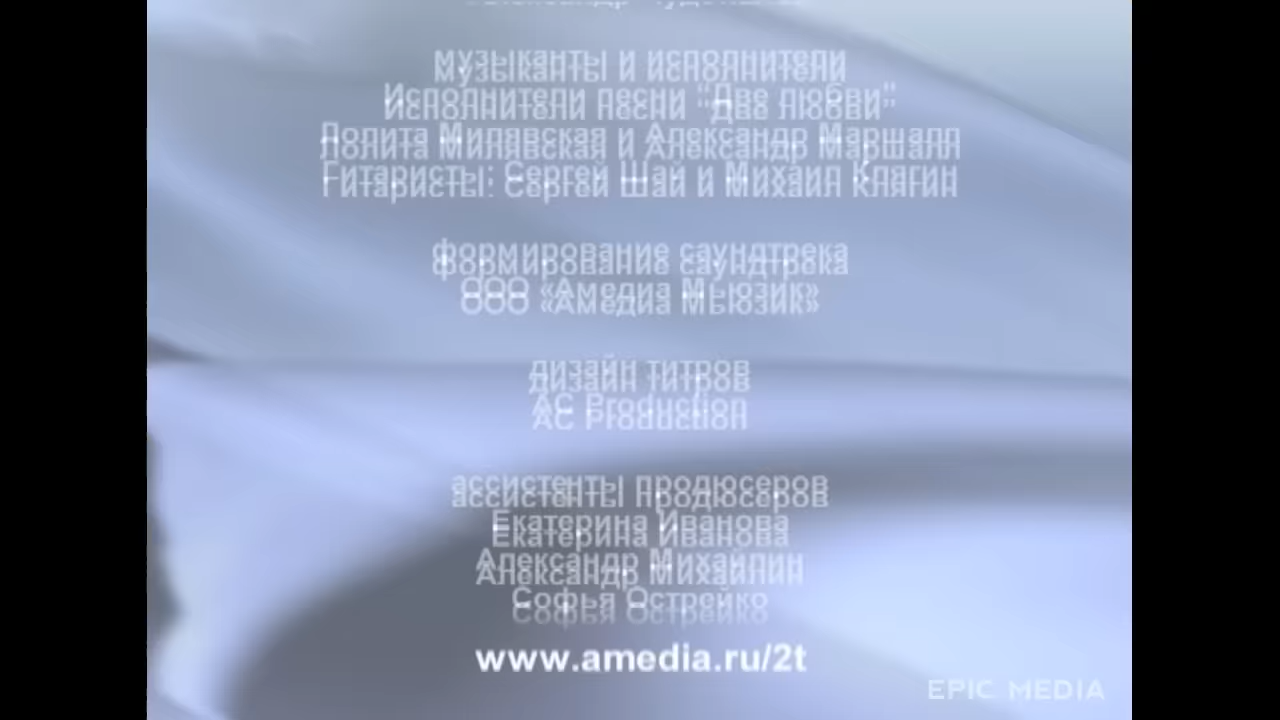 музыканты и исполнители
Исполнители песни "Две любви"
Лолита Милявская и Александр Маршалл
Гитаристы: Сергей Шай и Михаил Клягин
формирование саундтрека
ООО «Амедиа Мьюзик»
дизайн титров
AC Production
ассистенты продюсеров
Екатерина Иванова
Александр Михайлин
Софья Острейко
www.amedia.ru/2t
EPIC MEDIA